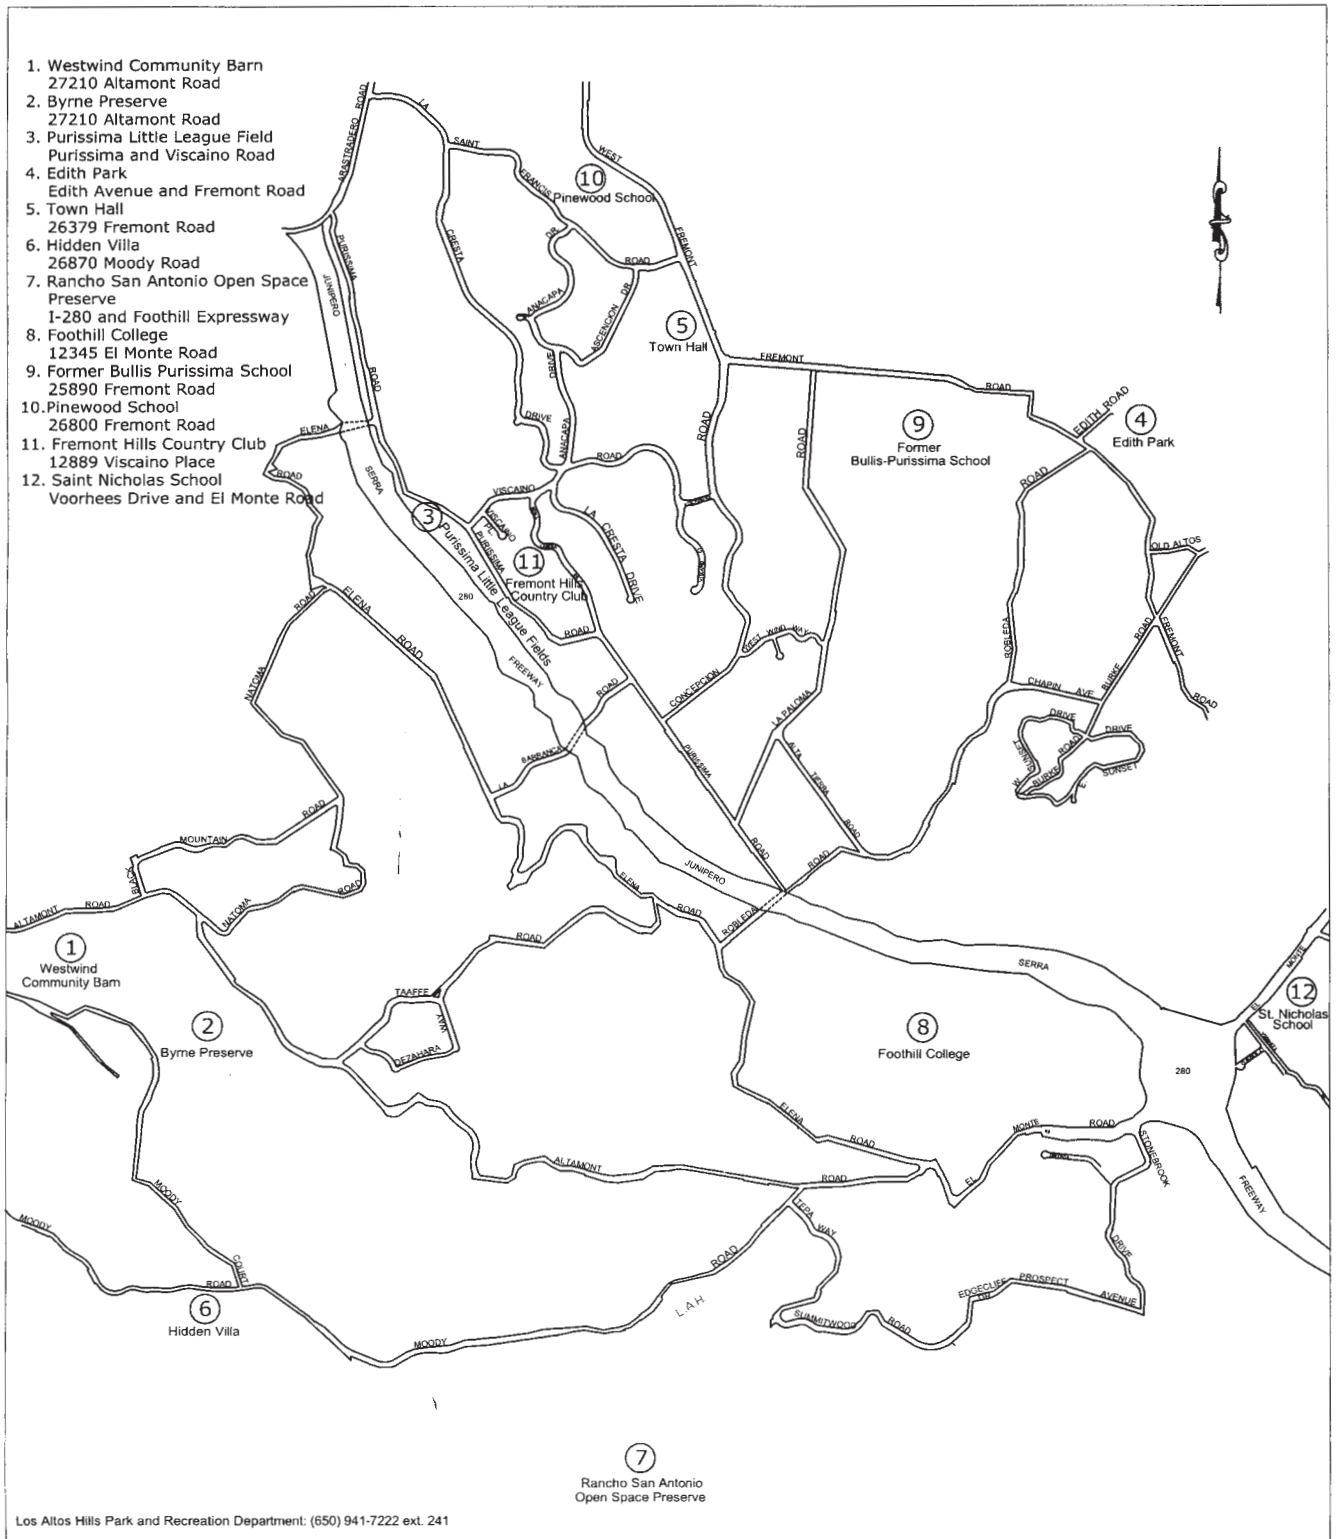 1. Westwind Community Barn
27210 Altamont Road
2. Byrne Preserve
27210 Altamont Road
3. Purissima Little League Field
Purissima and Viscaino Road
4. Edith Park
Edith Avenue and Fremont Road
5. Town Hall
26379 Fremont Road
6. Hidden Villa
26870 Moody Road
7. Rancho San Antonio Open Space
Preserve
I-280 and Foothill Expressway
8. Foothill College
12345 El Monte Road
9. Former Bullis Purissima School
25890 Fremont Road
10.Pinewood School
26800 Fremont Road
11. Fremont Hills Country Club
12889 Viscaino Place
12. Saint Nicholas School
Voorhees Drive and El Monte Road
ARASTRADERO ROAD
LA
CRESTA
DRIVE
SAINT
FRANCIS
ROAD
WEST
FREMONT
10
Pinewood School
PURISSIMA
ROAD
JUNIPERO
SERRA
280
FREEWAY
DR
ANACAPA
ASCENCION DR
DRIVE
ANACAPA
5
Town Hall
FREMONT
ROAD
ROAD
ROAD
9
Former
Bullis-Purissima School
EDITH ROAD
4
Edith Park
ELENA
ROAD
VISCAINO
ROAD
VISCAINO
PL.
LA CRESTA DRIVE
3
Purissima Little League Fields
PURISSIMA
11
Fremont Hills
Country Club
ROAD
ROAD
OLD ALTOS
ROBLEDA
ROAD
BURKE
FREMONT
ROAD
CHAPIN AVE
DRIVE
DRIVE
W SUNSET
BURKE ROAD
E. SUNSET
WEST WIND WAY
CONCEPCION
LA PALOMA
ALTA
TIERRA
ROAD
ROAD
NATOMA
ELENA
ROAD
LA
BARRANCA
ROAD
PURISSIMA
ROAD
ROAD
MOUNTAIN
ROAD
BLACK
ALTAMONT
ROAD
NATOMA
ROAD
1
Westwind
Community Barn
ELENA
ROAD
ROBLEDA
JUNIPERO
SERRA
ROAD
TAAFFE
WAY
DEZAHARA
2
Byrne Preserve
8
Foothill College
EL MONTE
12
St. Nicholas
School
280
FREEWAY
ELENA
ROAD
EL
MONTE
ROAD
STONEBROOK
DRIVE
ALTAMONT
ROAD
TEPA WAY
MOODY
COURT
MOODY
ROAD
6
Hidden Villa
MOODY
ROAD
L A H
SUMMITWOOD
ROAD
EDGECLIFF
DR
PROSPECT
AVENUE
7
Rancho San Antonio
Open Space Preserve
Los Altos Hills Park and Recreation Department: (650) 941-7222 ext. 241